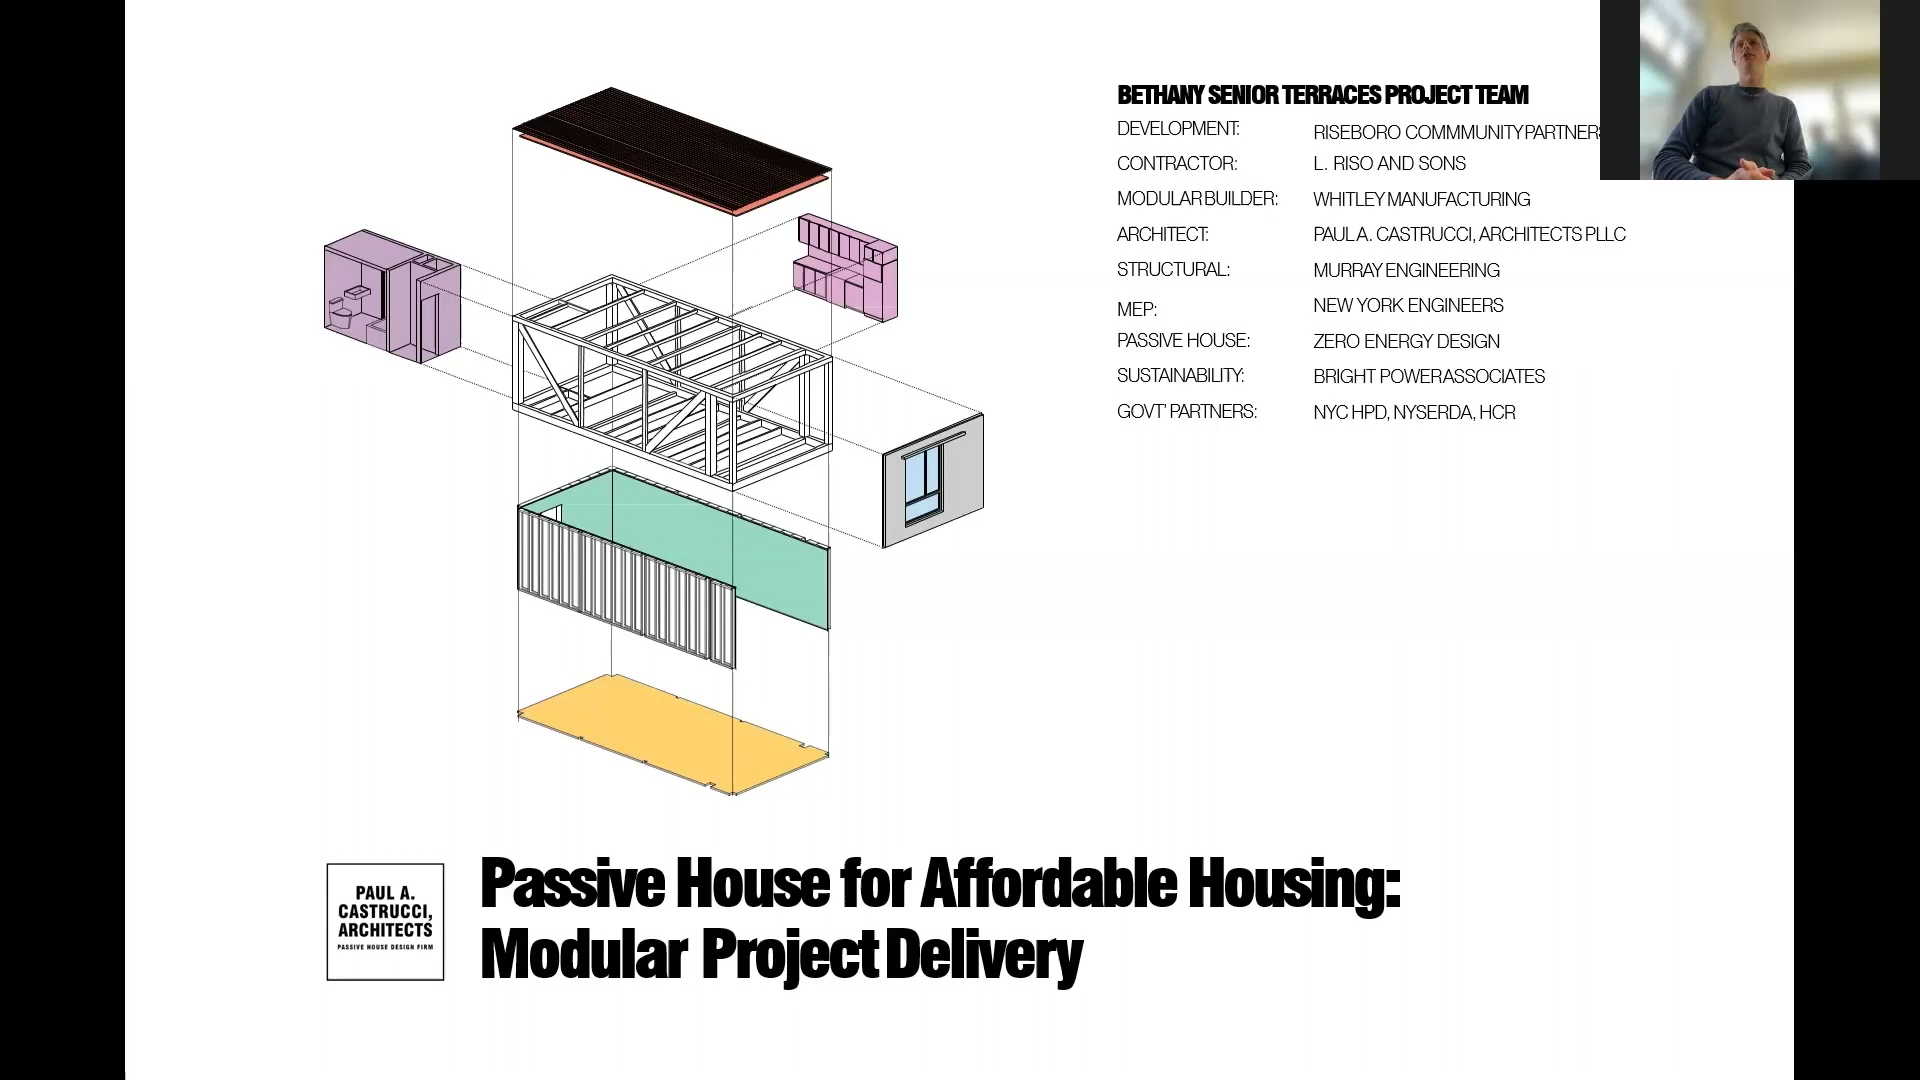 BETHANY SENIOR TERRACES PROJECT TEAM
DEVELOPMENT: RISEBORO COMMMUNITY PARTNERS
CONTRACTOR: L. RISO AND SONS
MODULAR BUILDER: WHITLEY MANUFACTURING
ARCHITECT: PAUL A. CASTRUCCI, ARCHITECTS PLLC
STRUCTURAL: MURRAY ENGINEERING
MEP: NEW YORK ENGINEERS
PASSIVE HOUSE: ZERO ENERGY DESIGN
SUSTAINABILITY: BRIGHT POWER ASSOCIATES
GOVT' PARTNERS: NYC HPD, NYSERDA, HCR
PAUL A.
CASTRUCCI,
ARCHITECTS
PASSIVE HOUSE DESIGN FIRM
Passive House for Affordable Housing:
Modular Project Delivery